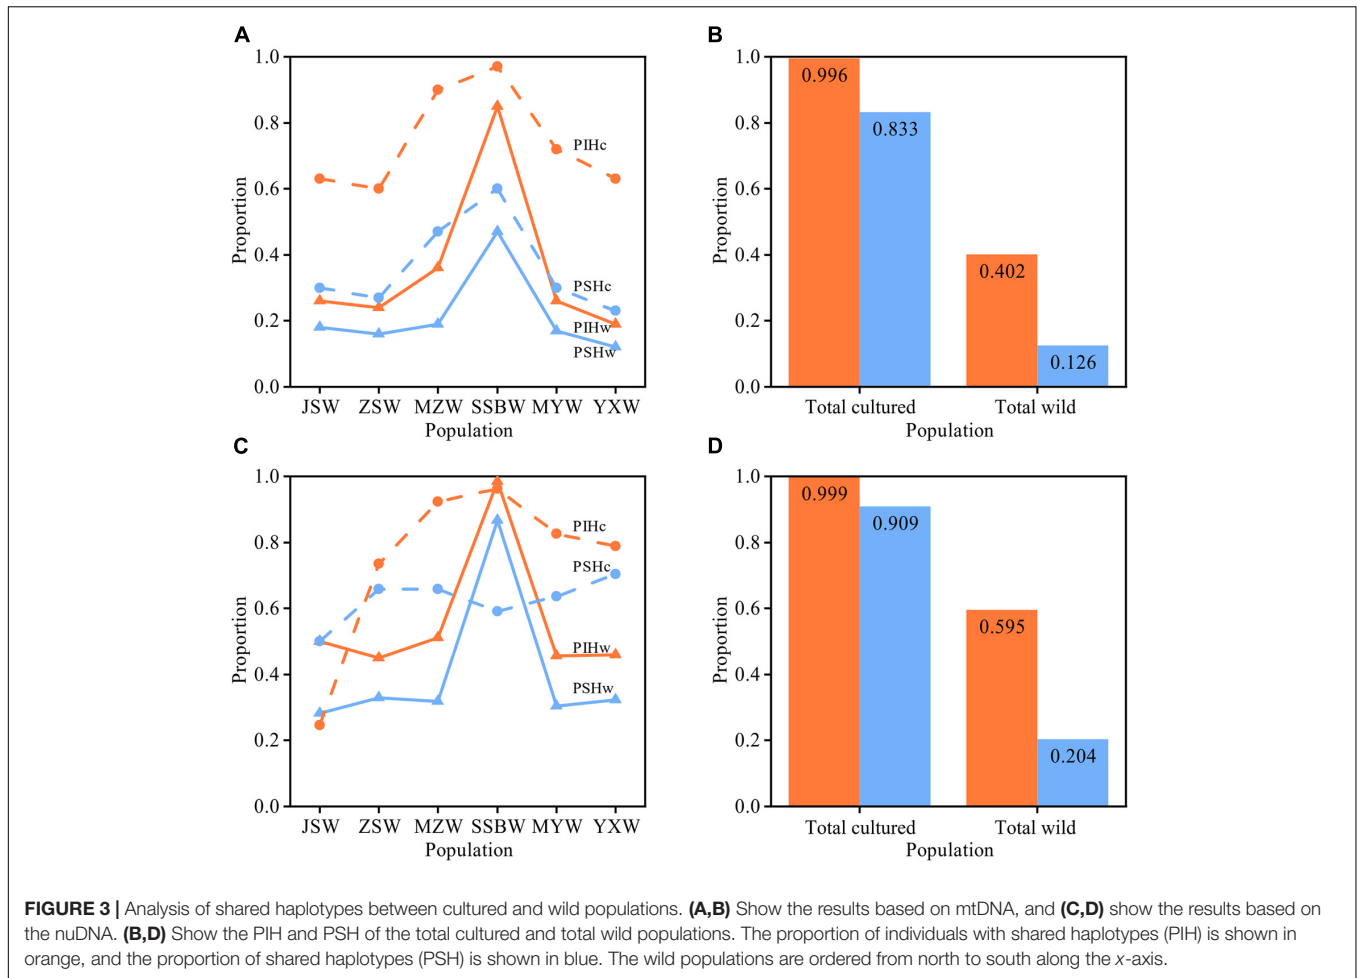 A
1.0
0.8
0.6
0.4
0.2
0.0
Proportion
PIHc
PSHc
PIHw
PSHw
JSW ZSW MZW SSBW MYW YXW
Population
B
1.0
0.8
0.6
0.4
0.2
0.0
Proportion
0.996
0.833
0.402
0.126
Total cultured Total wild
Population
C
1.0
0.8
0.6
0.4
0.2
0.0
Proportion
PIHc
PSHc
PIHw
PSHw
JSW ZSW MZW SSBW MYW YXW
Population
D
1.0
0.8
0.6
0.4
0.2
0.0
Proportion
0.999
0.909
0.595
0.204
Total cultured Total wild
Population
FIGURE 3 | Analysis of shared haplotypes between cultured and wild populations. (A,B) Show the results based on mtDNA, and (C,D) show the results based on
the nuDNA. (B,D) Show the PIH and PSH of the total cultured and total wild populations. The proportion of individuals with shared haplotypes (PIH) is shown in
orange, and the proportion of shared haplotypes (PSH) is shown in blue. The wild populations are ordered from north to south along the x-axis.